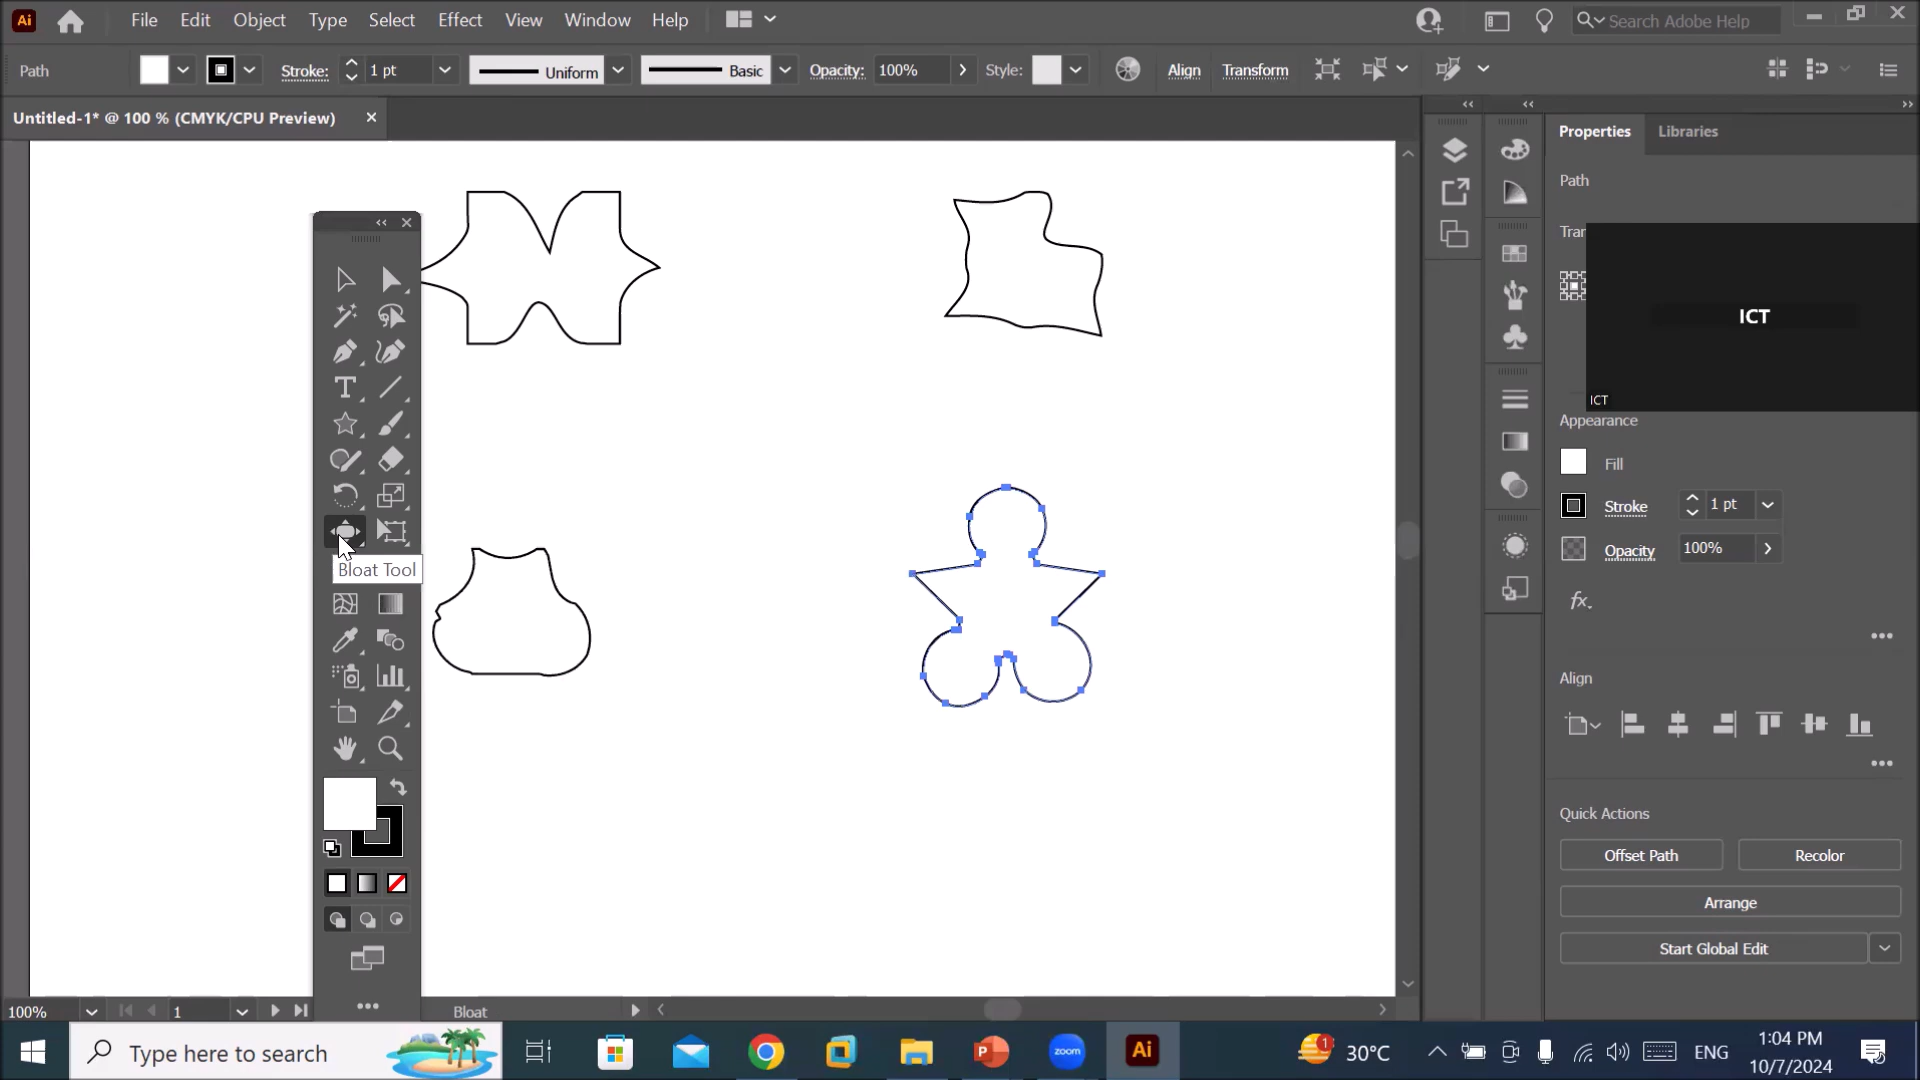 Ai File Edit Object Type Select Effect View Window Help Search Adobe Help
Path Stroke: 1 pt Uniform Basic Opacity: 100% Style: Align Transform
Untitled-1* @ 100 % (CMYK/CPU Preview)
Properties Libraries
Path
Tran
ICT
ICT
Appearance
Fill
Stroke 1 pt
Opacity 100%
fx.
Bloat Tool
Align
Quick Actions
Offset Path Recolor
Arrange
Start Global Edit
100% 1 Bloat
Type here to search zoom Ai 1 30°C ENG 1:04 PM
10/7/2024